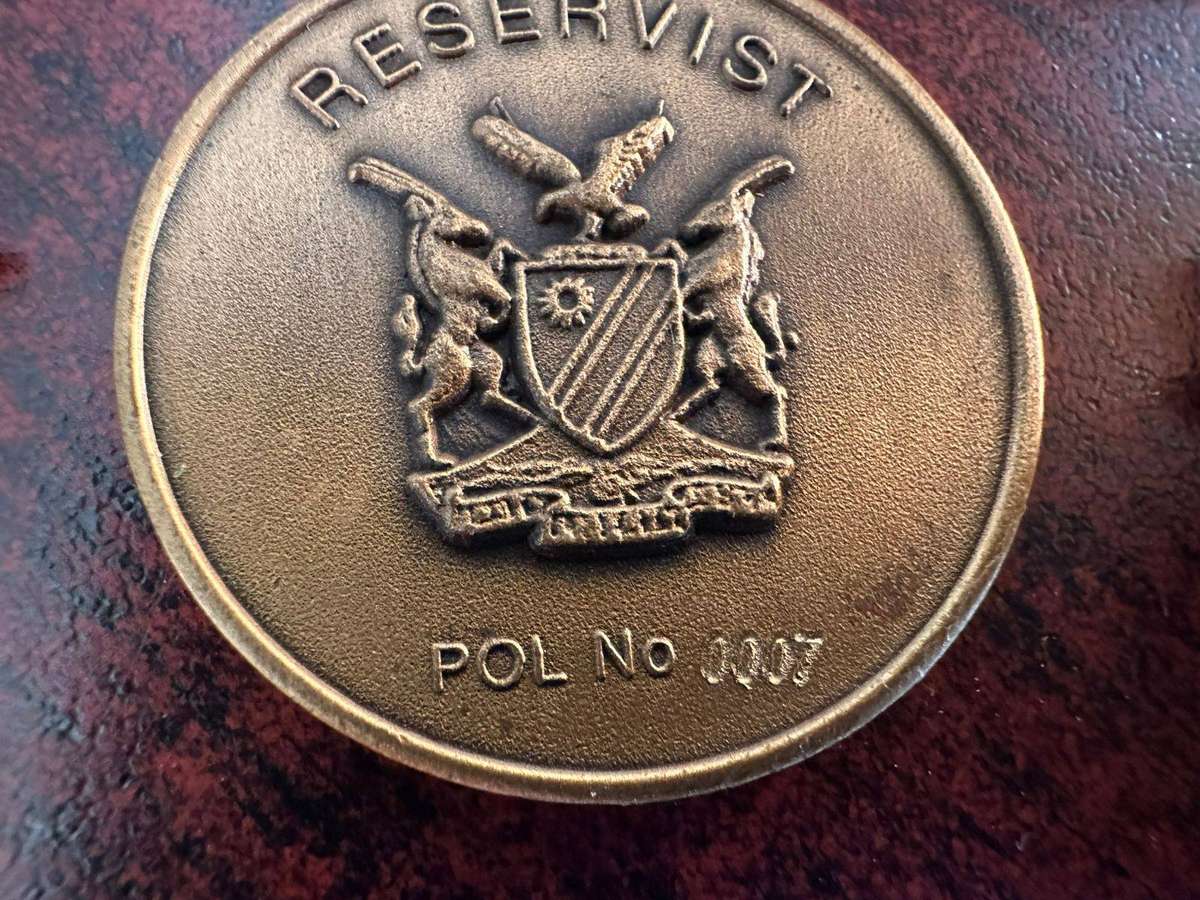 RESERVIST
POL No 0007